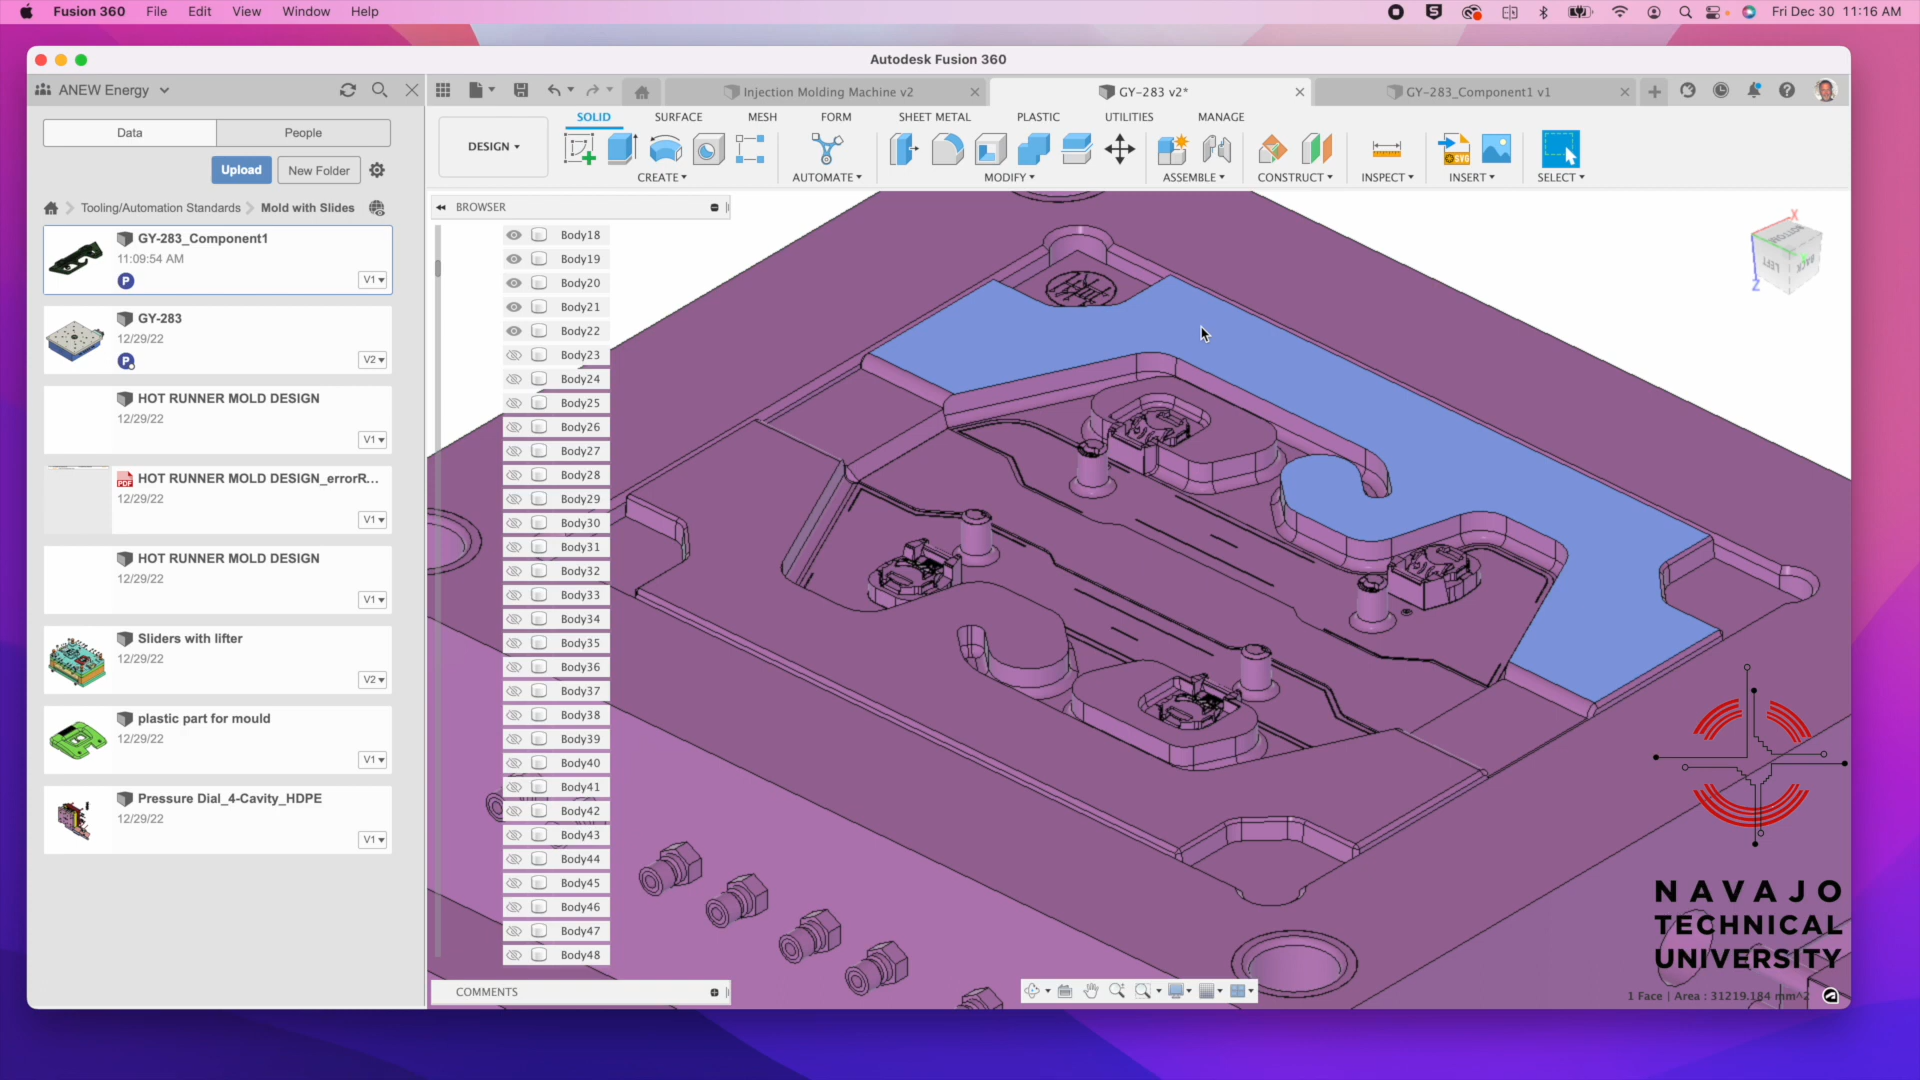 Fusion 360 File Edit View Window Help
Fri Dec 30 11:16 AM
Autodesk Fusion 360
ANEW Energy
Injection Molding Machine v2
GY-283 v2*
GY-283_Component1 v1
Data
People
Upload
New Folder
Tooling/Automation Standards
Mold with Slides
GY-283_Component1
11:09:54 AM
P
V1
GY-283
12/29/22
P
V2
HOT RUNNER MOLD DESIGN
12/29/22
V1
PDF
HOT RUNNER MOLD DESIGN_errorR...
12/29/22
V1
HOT RUNNER MOLD DESIGN
12/29/22
V1
Sliders with lifter
12/29/22
V2
plastic part for mould
12/29/22
V1
Pressure Dial_4-Cavity_HDPE
12/29/22
V1
DESIGN
SOLID
SURFACE
MESH
FORM
SHEET METAL
PLASTIC
UTILITIES
MANAGE
CREATE
AUTOMATE
MODIFY
ASSEMBLE
CONSTRUCT
INSPECT
SVG
INSERT
SELECT
BROWSER
Body18
Body19
Body20
Body21
Body22
Body23
Body24
Body25
Body26
Body27
Body28
Body29
Body30
Body31
Body32
Body33
Body34
Body35
Body36
Body37
Body38
Body39
Body40
Body41
Body42
Body43
Body44
Body45
Body46
Body47
Body48
COMMENTS
X
BOTTOM
LEFT
BACK
Z
NAVAJO
TECHNICAL
UNIVERSITY
1 Face | Area : 31219.184 mm^2